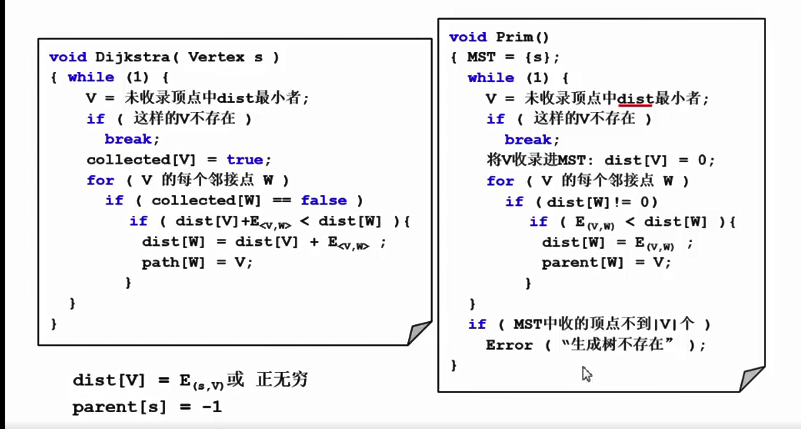 void Dijkstra( Vertex s )
{ while (1) {
V = 未收录顶点中dist最小者;
if ( 这样的V不存在 )
break;
collected[V] = true;
for ( V 的每个邻接点 W )
if ( collected[W] == false )
if ( dist[V]+E<V,W> < dist[W] ){
dist[W] = dist[V] + E<V,W> ;
path[W] = V;
}
}
}
dist[V] = E(s,V)或 正无穷
parent[s] = -1
void Prim()
{ MST = {s};
while (1) {
V = 未收录顶点中dist最小者;
if ( 这样的V不存在 )
break;
将V收录进MST: dist[V] = 0;
for ( V 的每个邻接点 W )
if ( dist[W]!= 0)
if ( E(V,W) < dist[W] ){
dist[W] = E(V,W) ;
parent[W] = V;
}
}
if ( MST中收的顶点不到|V|个 )
Error ( “生成树不存在” );
}